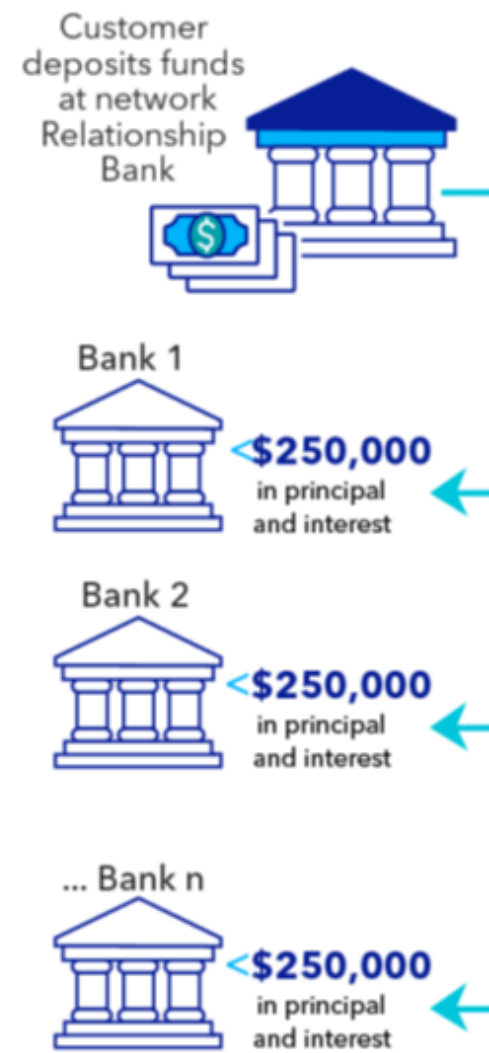 Customer
deposits funds
at network
Relationship
Bank
$
Bank 1
<$250,000
in principal
and interest
Bank 2
<$250,000
in principal
and interest
... Bank n
<$250,000
in principal
and interest